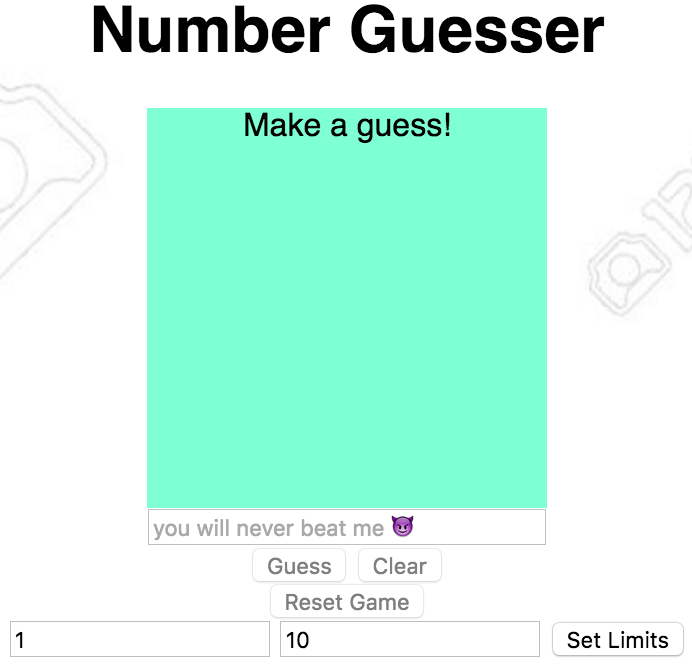 Number Guesser
Make a guess!
you will never beat me 😈
Guess Clear
Reset Game
1 10 Set Limits